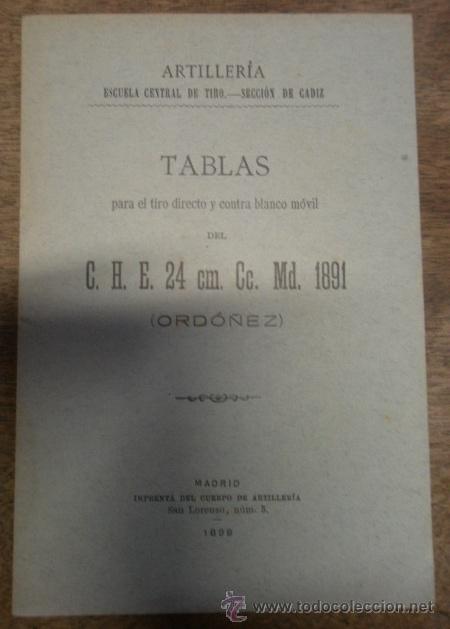 ARTILLERÍA
ESCUELA CENTRAL DE TIRO.—SECCIÓN DE CADIZ
TABLAS
para el tiro directo y contra blanco móvil
DEL
C. H. E. 24 cm. Cc. Md. 1891
(ORDÓÑEZ)
MADRID
IMPRENTA DEL CUERPO DE ARTILLERÍA
San Lorenzo, núm. 5.
1898
www.todocoleccion.net